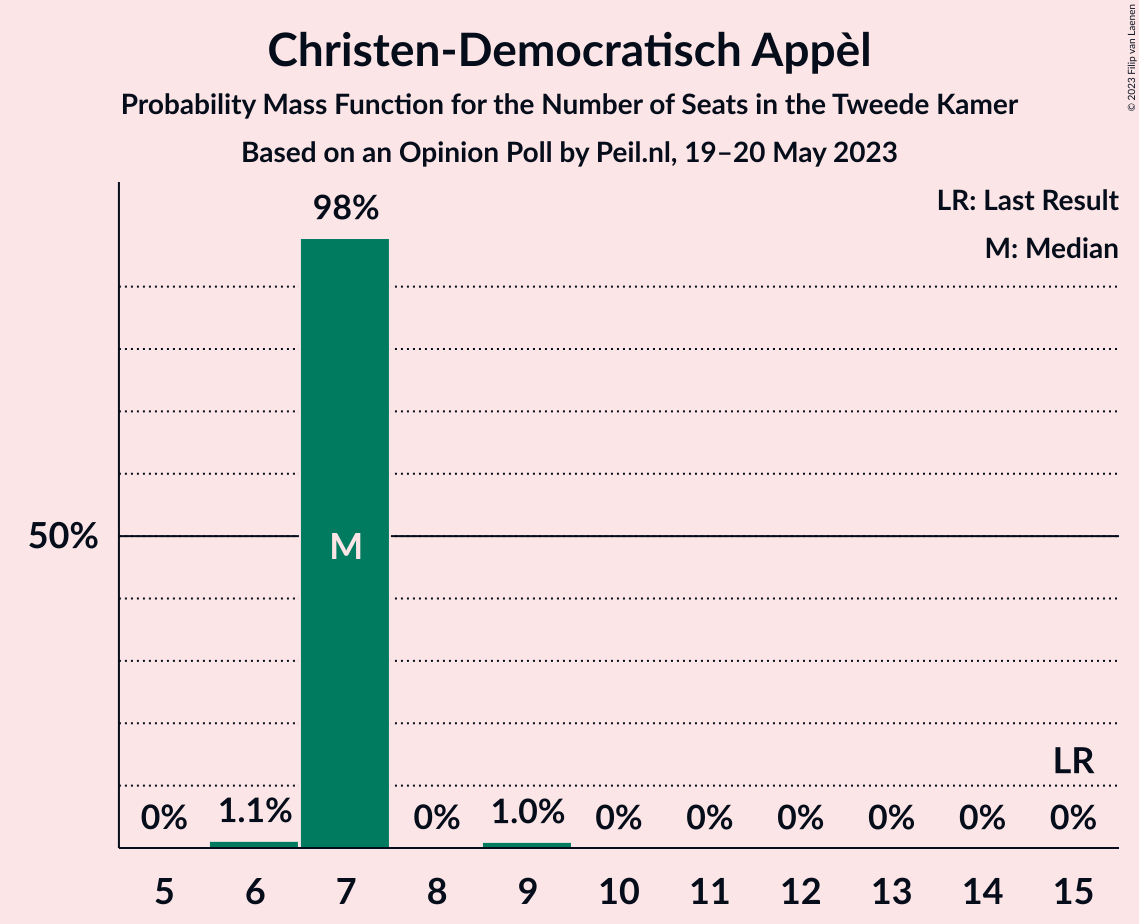 Christen-Democratisch Appèl
Probability Mass Function for the Number of Seats in the Tweede Kamer
Based on an Opinion Poll by Peil.nl, 19–20 May 2023
© 2023 Filip van Laenen
LR: Last Result
M: Median
98%
50%
M
LR
0% 1.1% 0% 1.0% 0% 0% 0% 0% 0% 0%
5 6 7 8 9 10 11 12 13 14 15